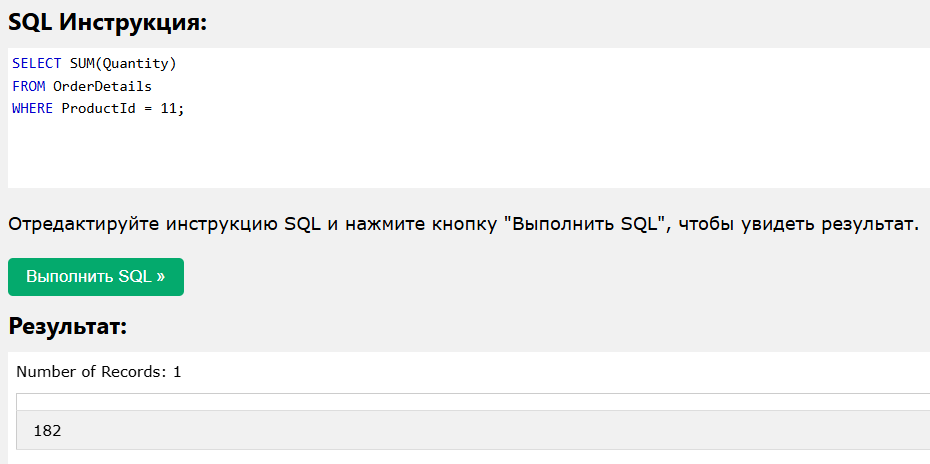 SQL Инструкция:
SELECT SUM(Quantity)
FROM OrderDetails
WHERE ProductId = 11;
Отредактируйте инструкцию SQL и нажмите кнопку "Выполнить SQL", чтобы увидеть результат.
Выполнить SQL »
Результат:
Number of Records: 1
182